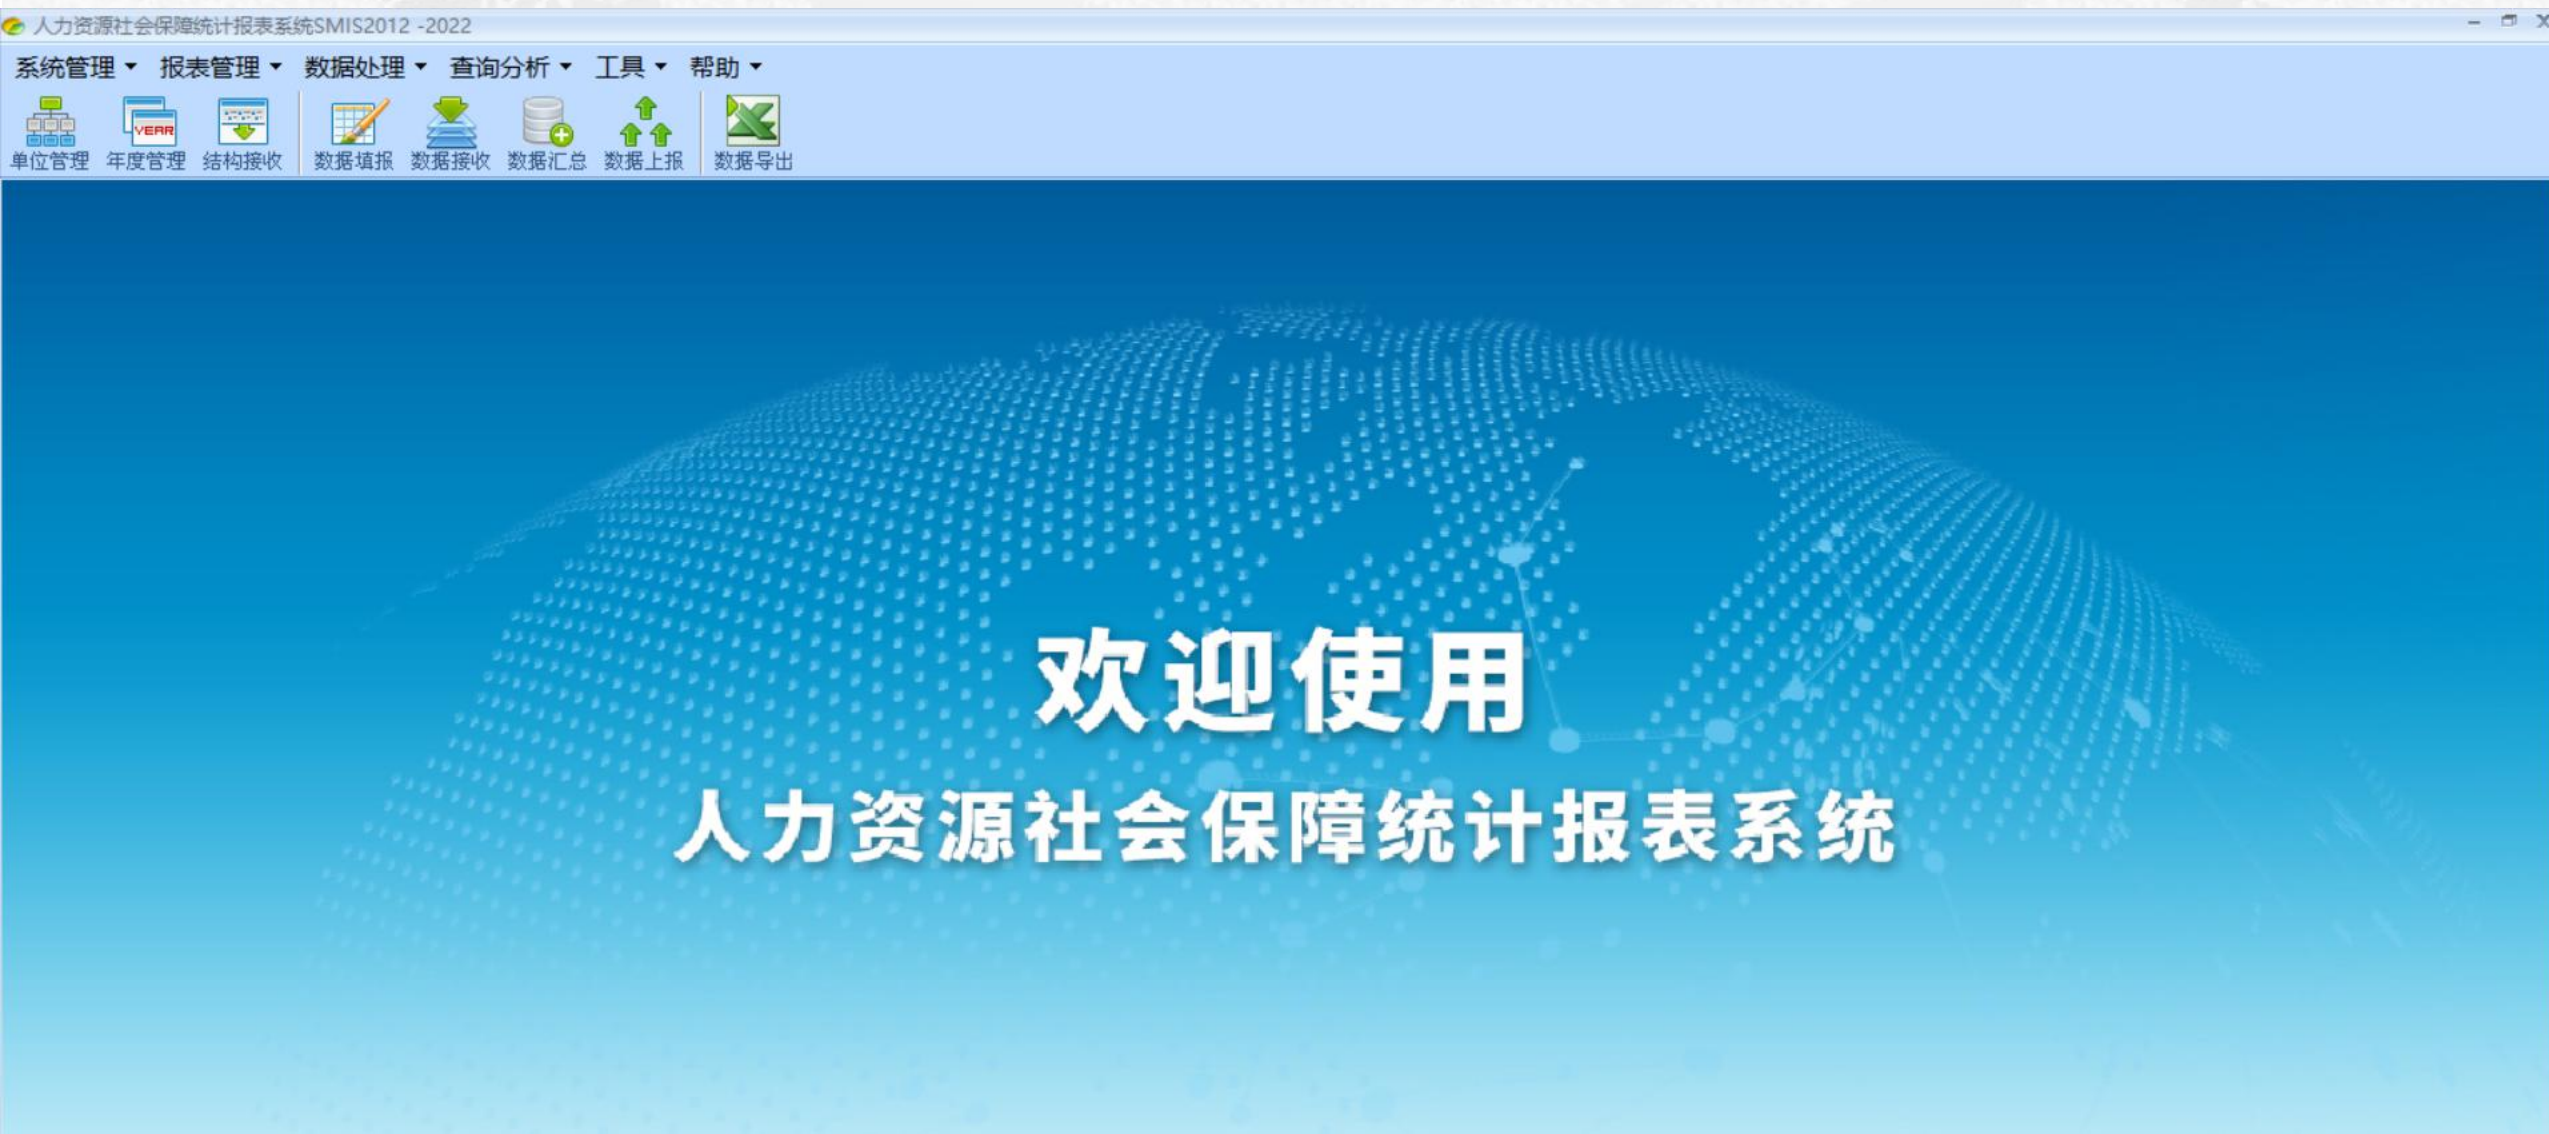 人力资源社会保障统计报表系统SMIS2012 -2022
系统管理 报表管理 数据处理 查询分析 工具 帮助
YEAR
单位管理 年度管理 结构接收 数据填报 数据接收 数据汇总 数据上报 数据导出
欢迎使用
人力资源社会保障统计报表系统